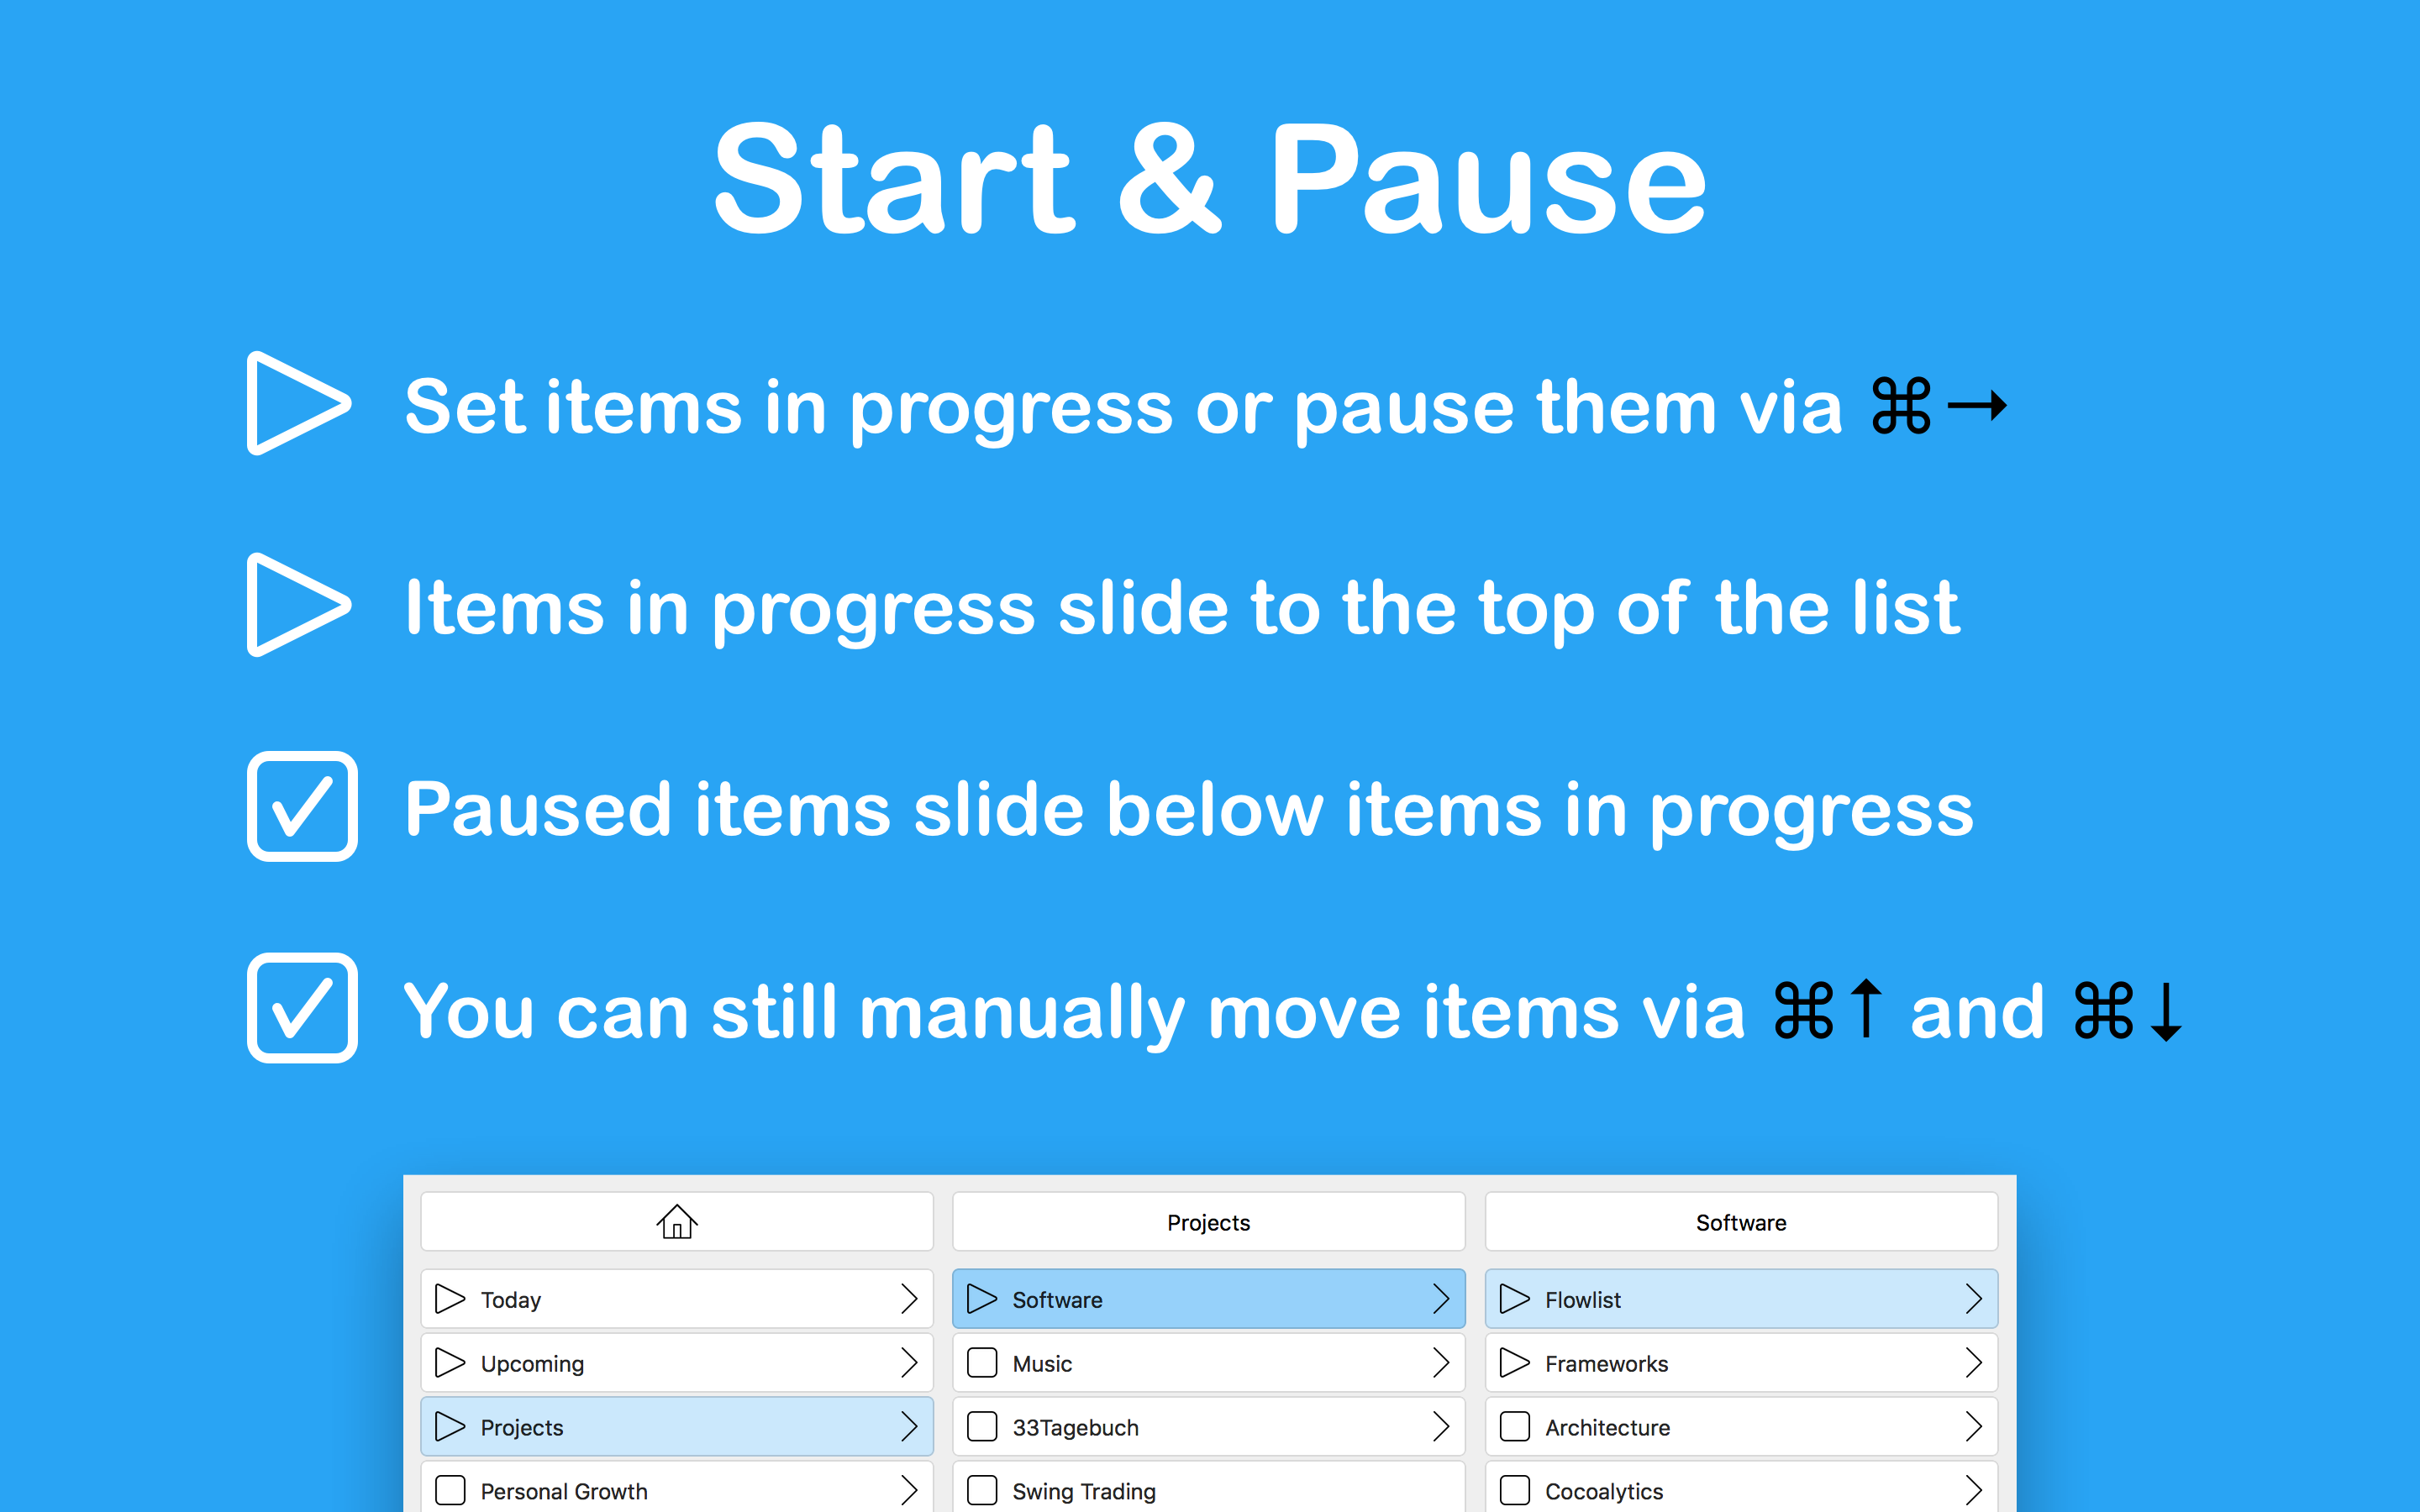 Start & Pause
Set items in progress or pause them via ⌘→
Items in progress slide to the top of the list
Paused items slide below items in progress
You can still manually move items via ⌘↑ and ⌘↓
Projects
Software
Today
Software
Flowlist
Upcoming
Music
Frameworks
Projects
33Tagebuch
Architecture
Personal Growth
Swing Trading
Cocoalytics